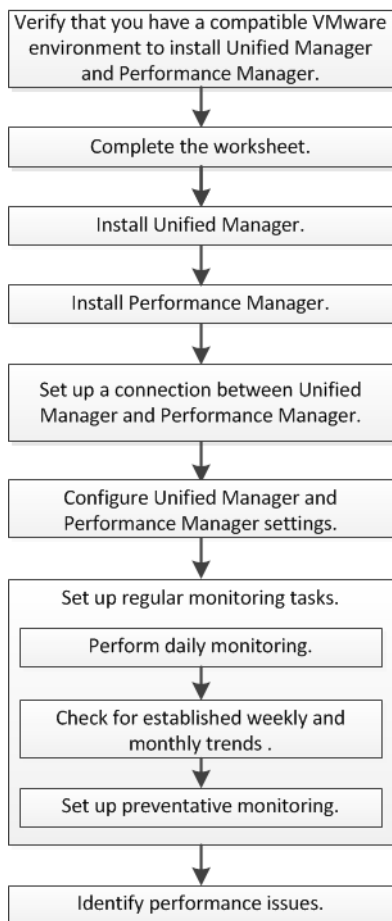 Verify that you have a compatible VMware
environment to install Unified Manager
and Performance Manager.
Complete the worksheet.
Install Unified Manager.
Install Performance Manager.
Set up a connection between Unified
Manager and Performance Manager.
Configure Unified Manager and
Performance Manager settings.
Set up regular monitoring tasks.
Perform daily monitoring.
Check for established weekly and
monthly trends .
Set up preventative monitoring.
Identify performance issues.